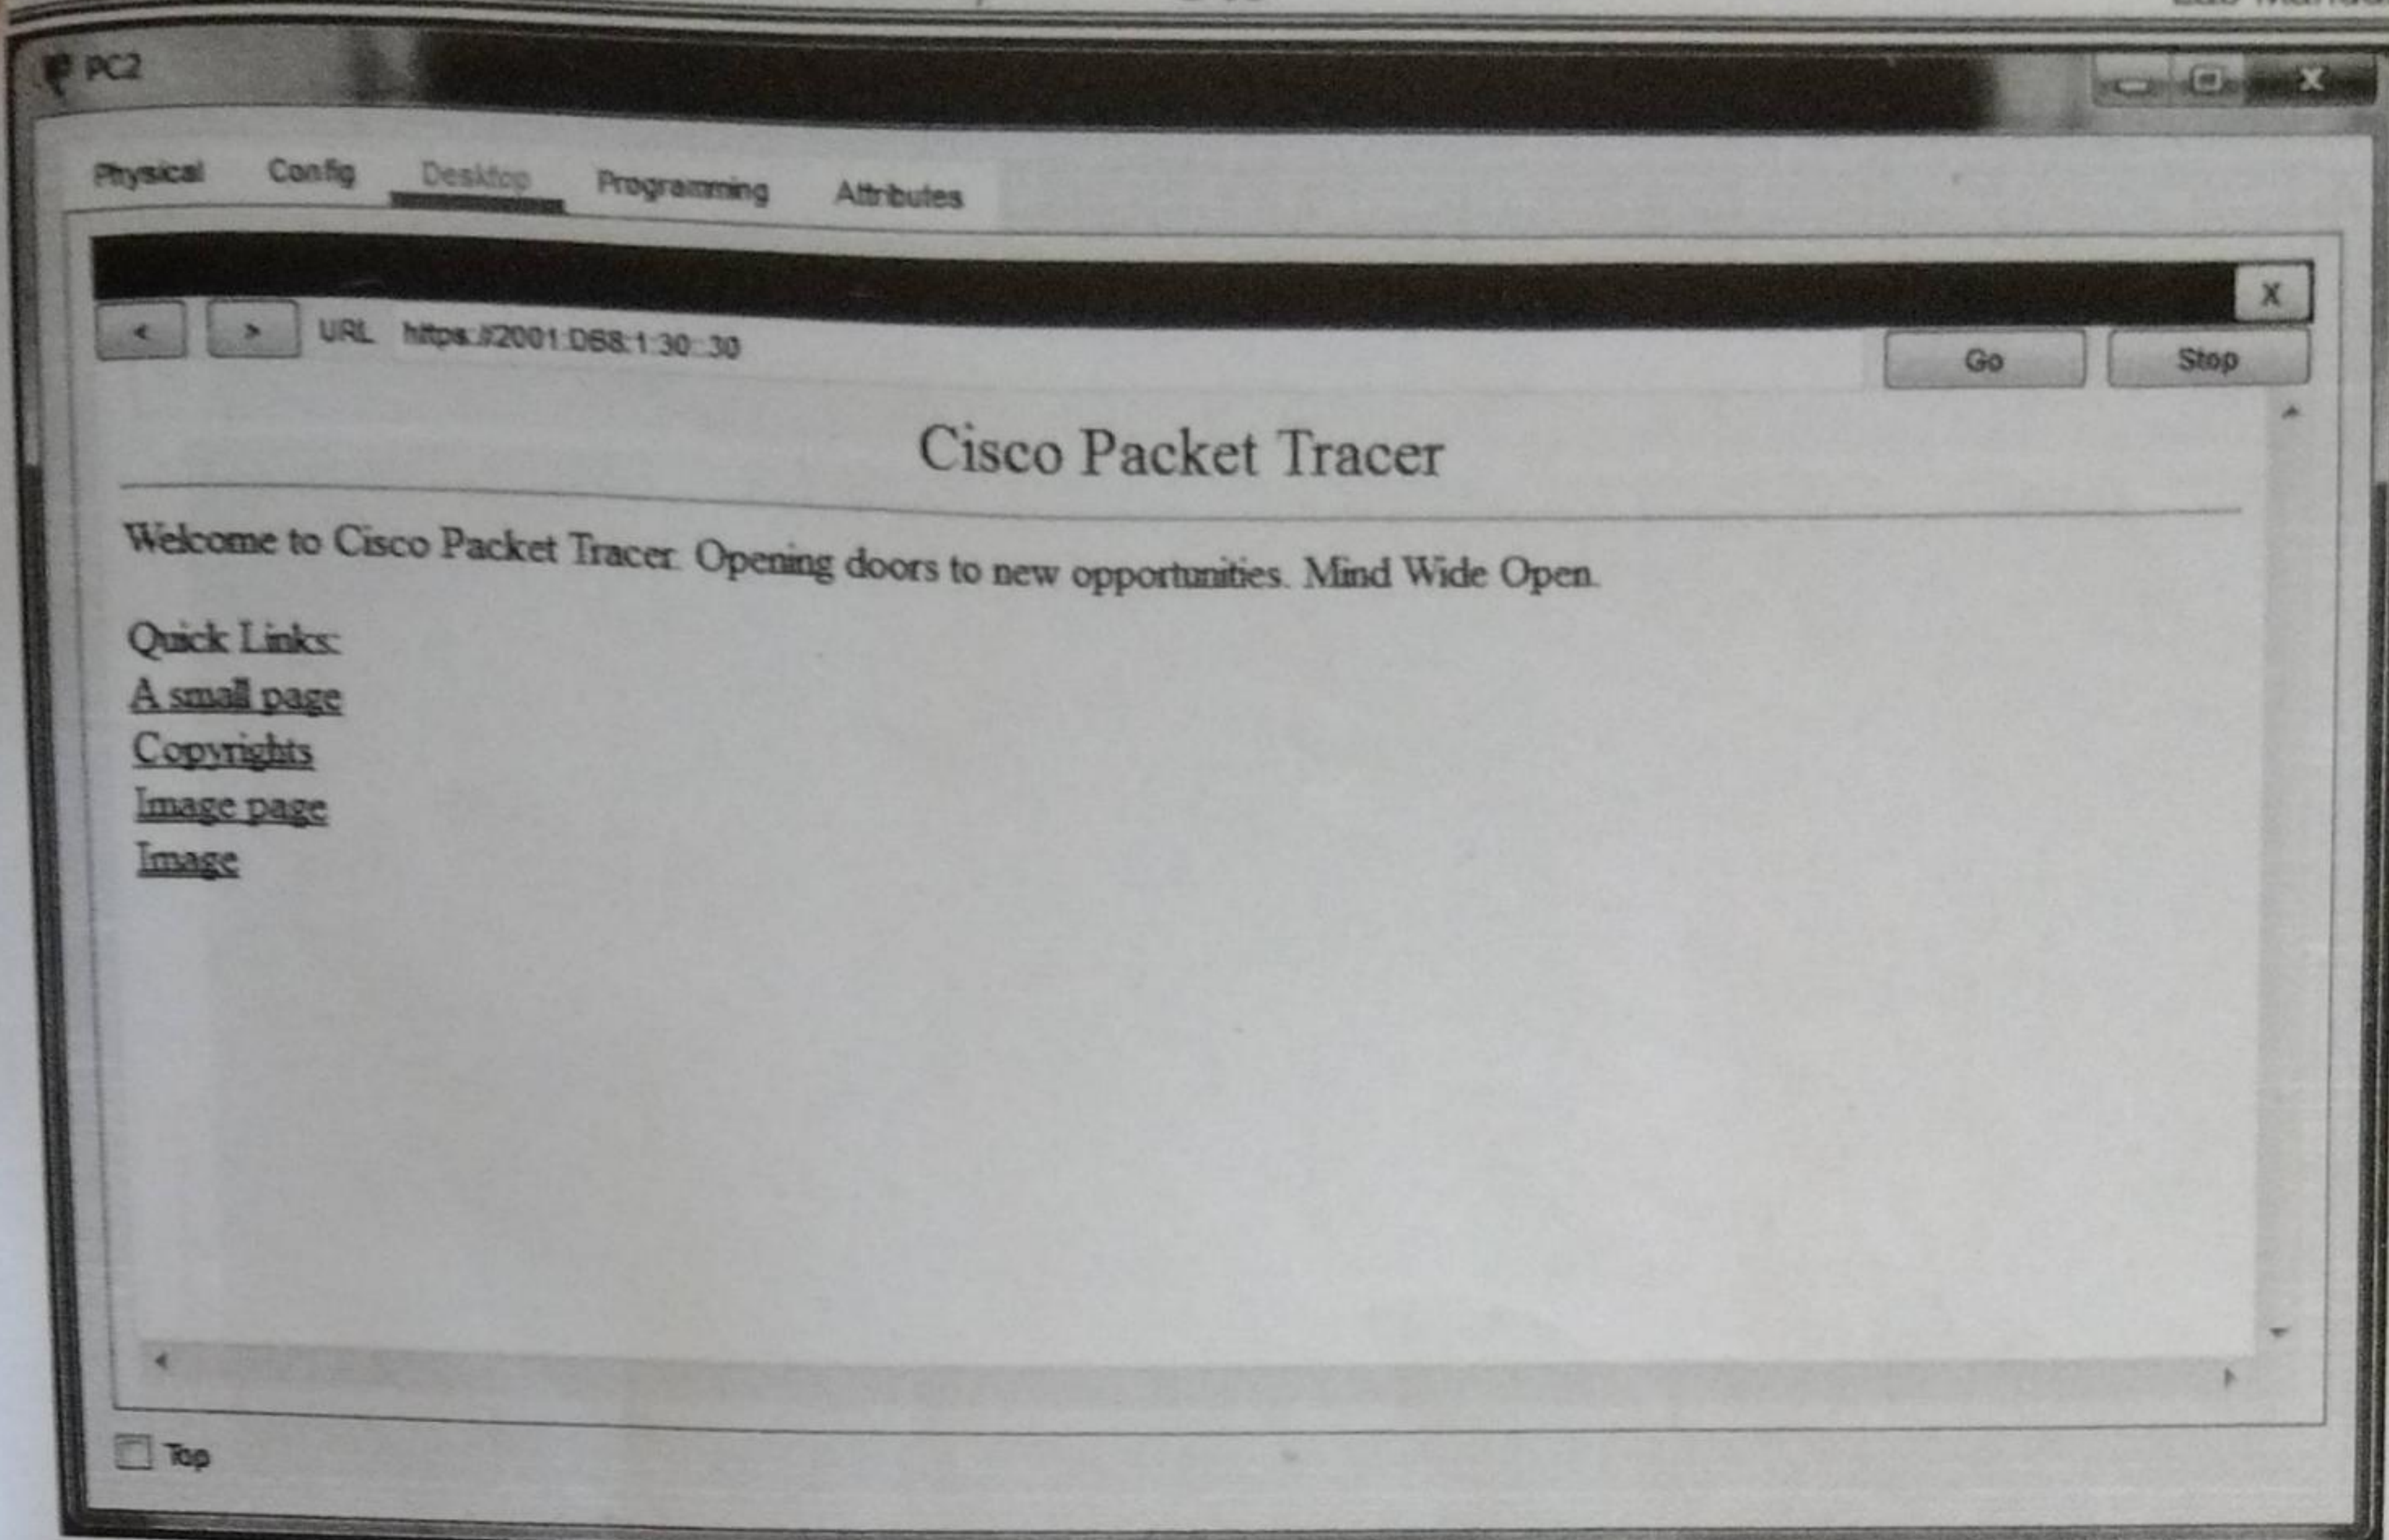 PC2
Physical Config Desktop Programming Attributes
X
< > URL https://2001:DB8:1:30::30 Go Stop
Cisco Packet Tracer
Welcome to Cisco Packet Tracer. Opening doors to new opportunities. Mind Wide Open.
Quick Links:
A small page
Copyrights
Image page
Image
Top